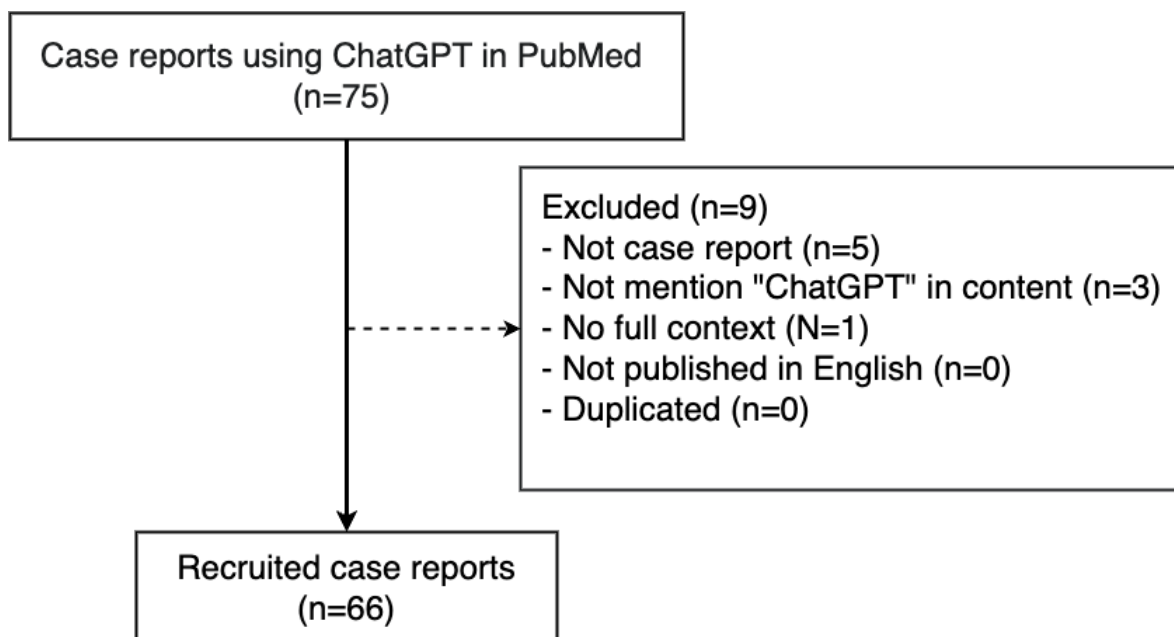 Case reports using ChatGPT in PubMed
(n=75)
Excluded (n=9)
- Not case report (n=5)
- Not mention "ChatGPT" in content (n=3)
- No full context (N=1)
- Not published in English (n=0)
- Duplicated (n=0)
Recruited case reports
(n=66)